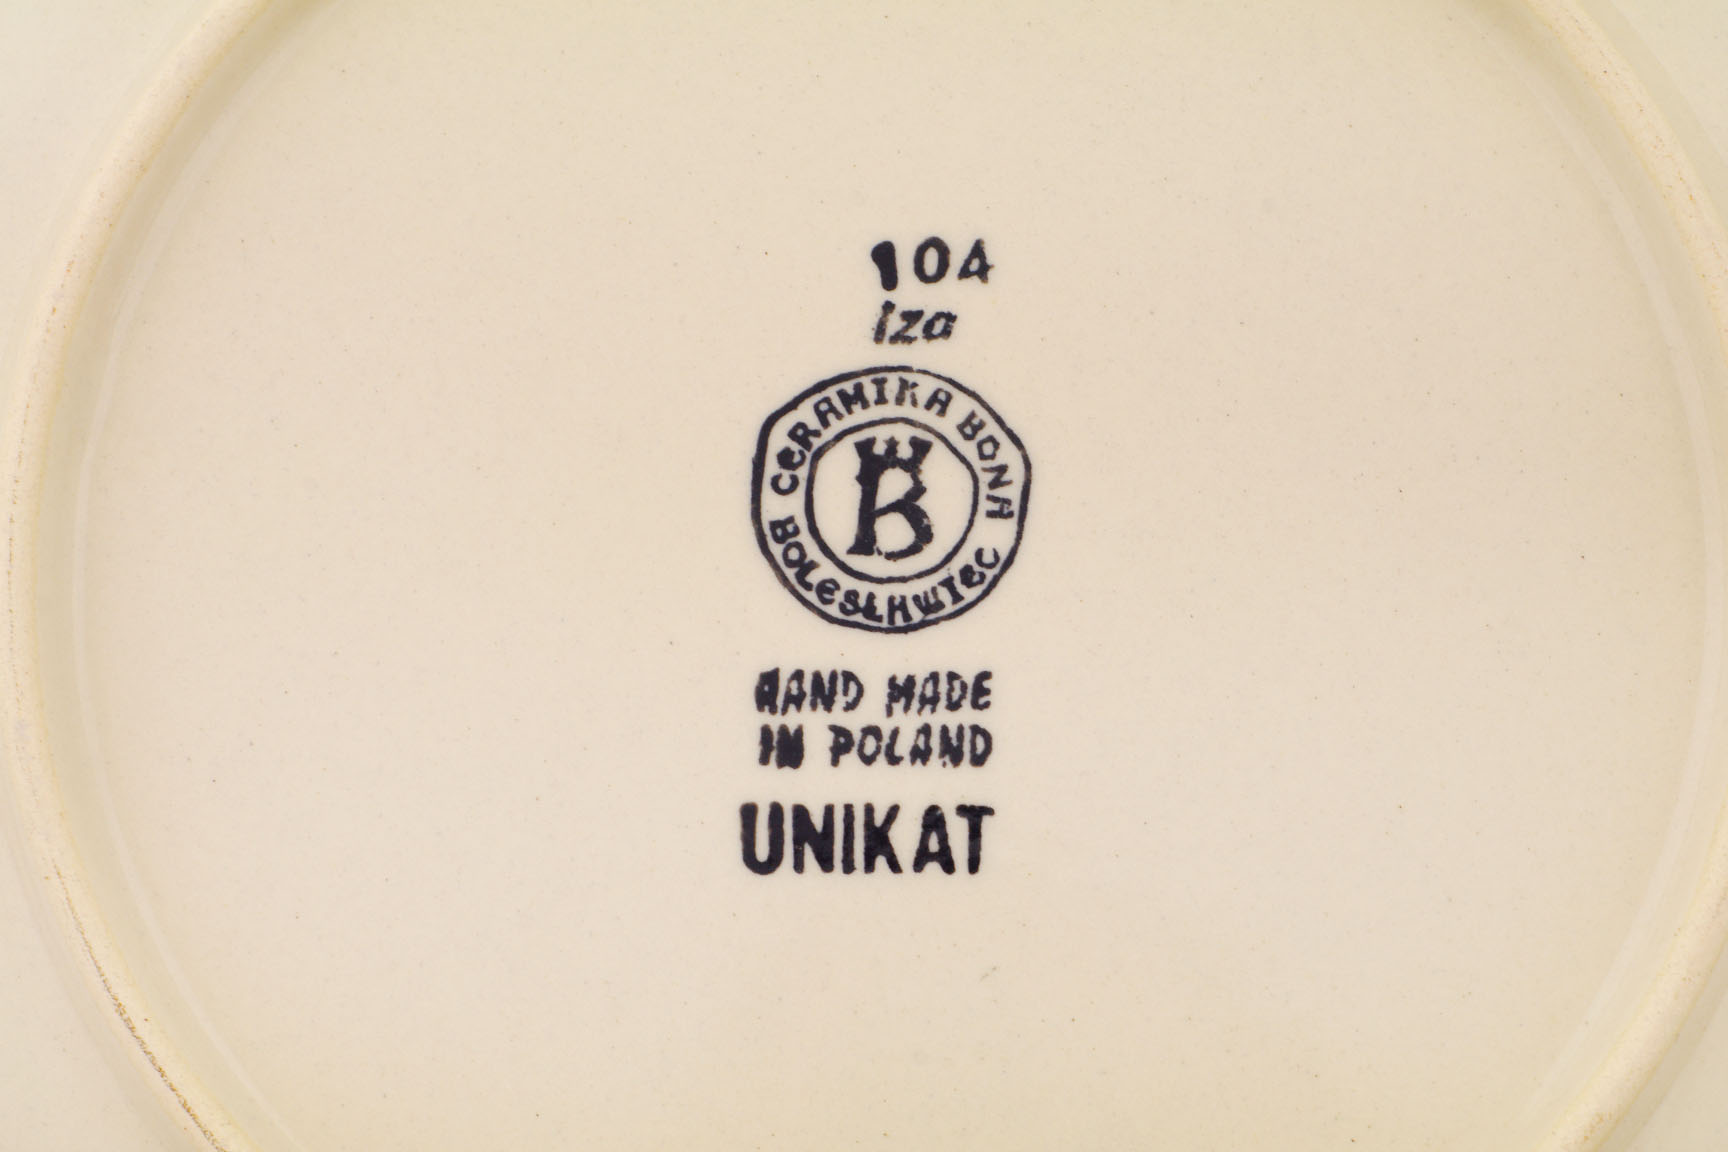 104
iza
CERAMIKA BONA
B
BOLESŁAWIEC
HAND MADE
IN POLAND
UNIKAT